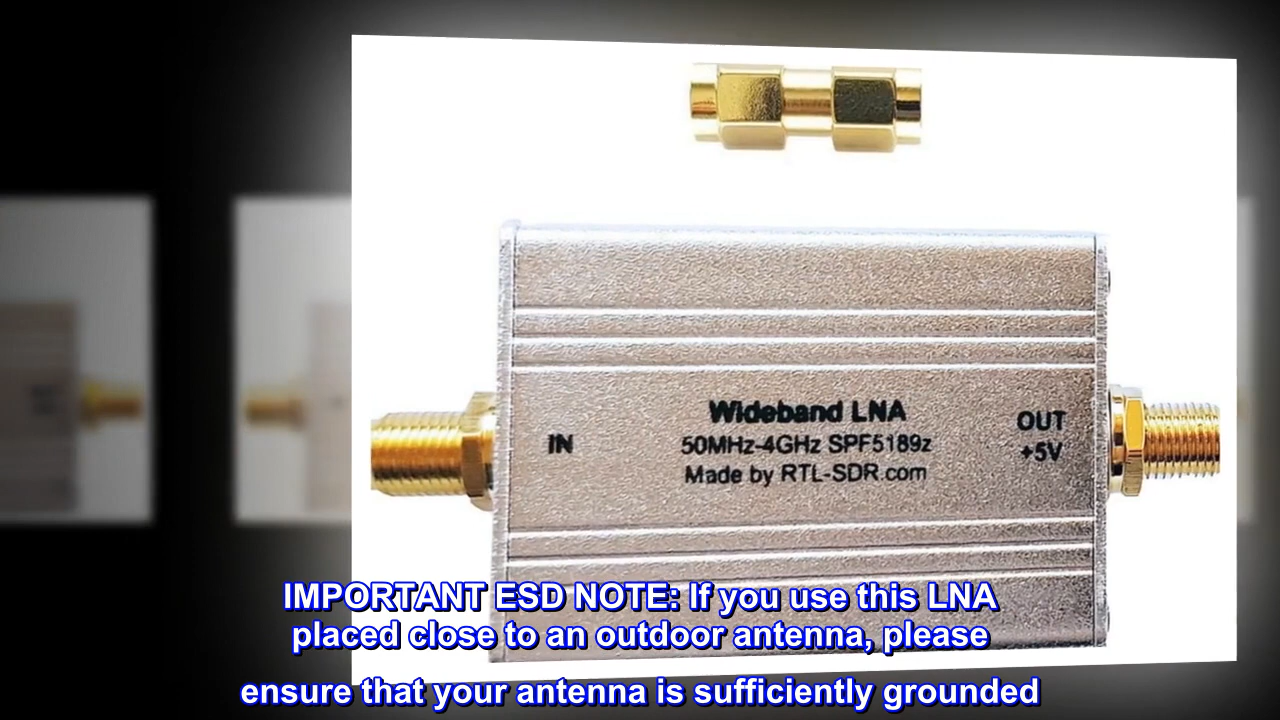 Wideband LNA
IN
50MHz-4GHz SPF5189z
Made by RTL-SDR.com
OUT
+5V
IMPORTANT ESD NOTE: If you use this LNA
placed close to an outdoor antenna, please
ensure that your antenna is sufficiently grounded